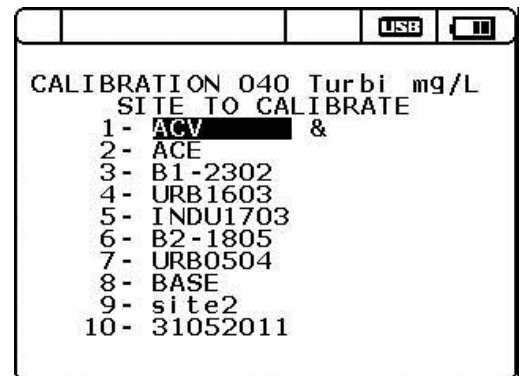 USB
CALIBRATION 040 Turbi mg/L
SITE TO CALIBRATE
1- ACV &
2- ACE
3- B1-2302
4- URB1603
5- INDU1703
6- B2-1805
7- URB0504
8- BASE
9- site2
10- 31052011